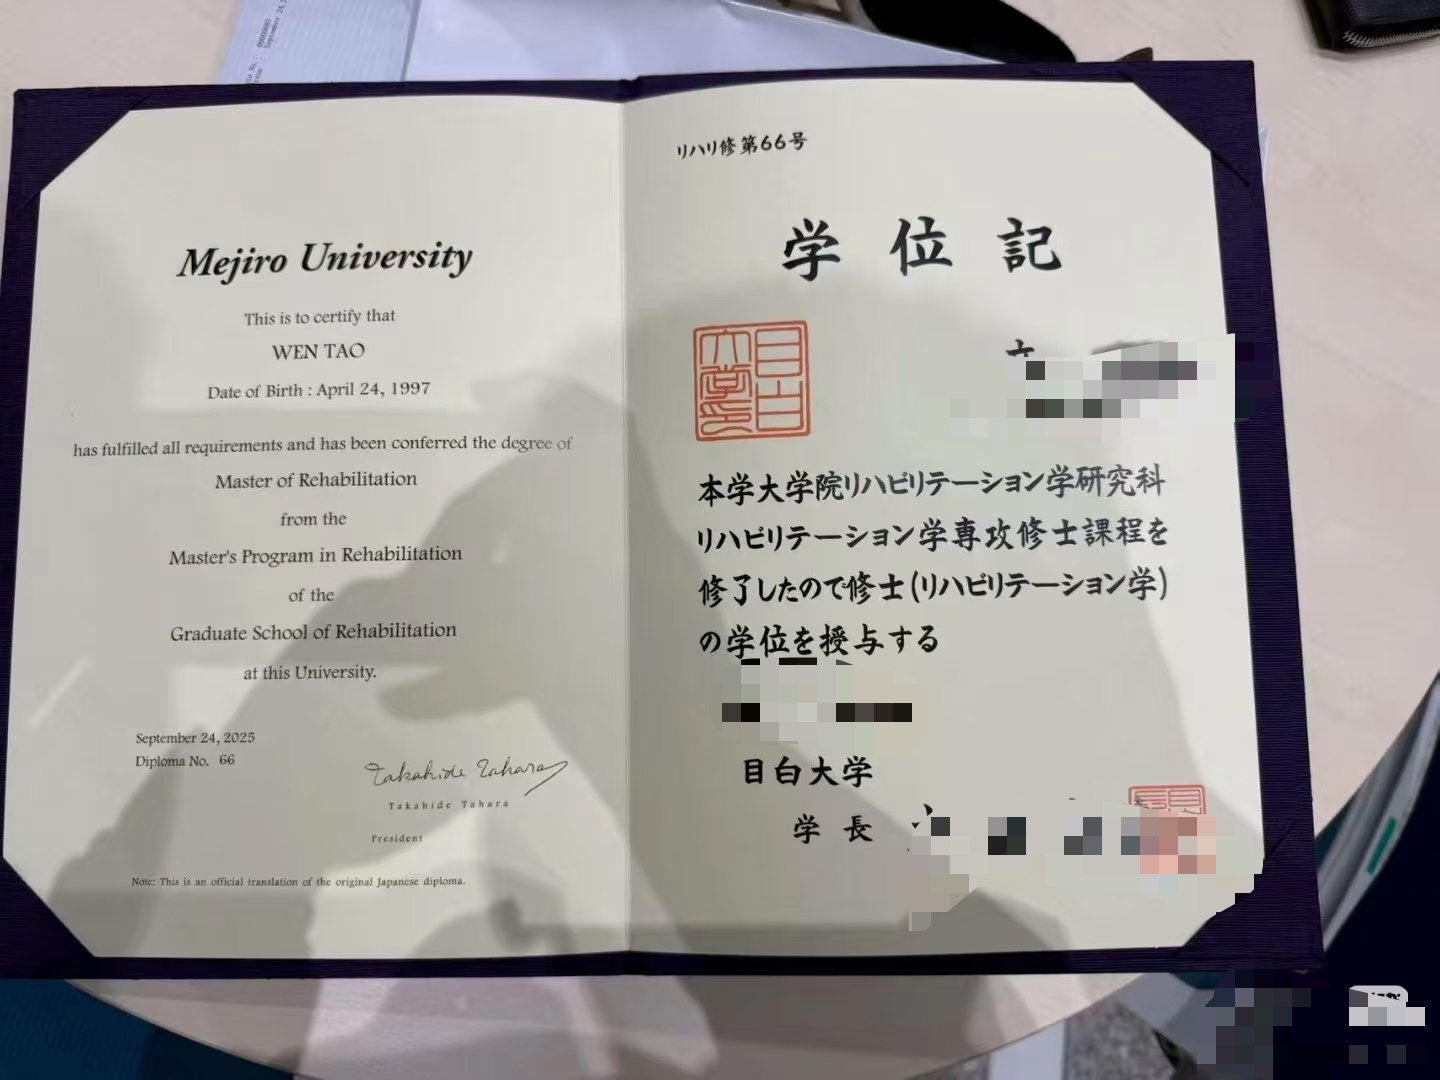 Mejiro University
This is to certify that
WEN TAO
Date of Birth : April 24, 1997
has fulfilled all requirements and has been conferred the degree of
Master of Rehabilitation
from the
Master's Program in Rehabilitation
of the
Graduate School of Rehabilitation
at this University.
September 24, 2025
Diploma No. 66
Takahide Tahara
Takahide Tahara
President
Note: This is an official translation of the original Japanese diploma.
リハリ修第66号
学位記
目白
大学印
本学大学院リハビリテーション学研究科
リハビリテーション学専攻修士課程を
修了したので修士(リハビリテーション学)
の学位を授与する
目白大学
学長